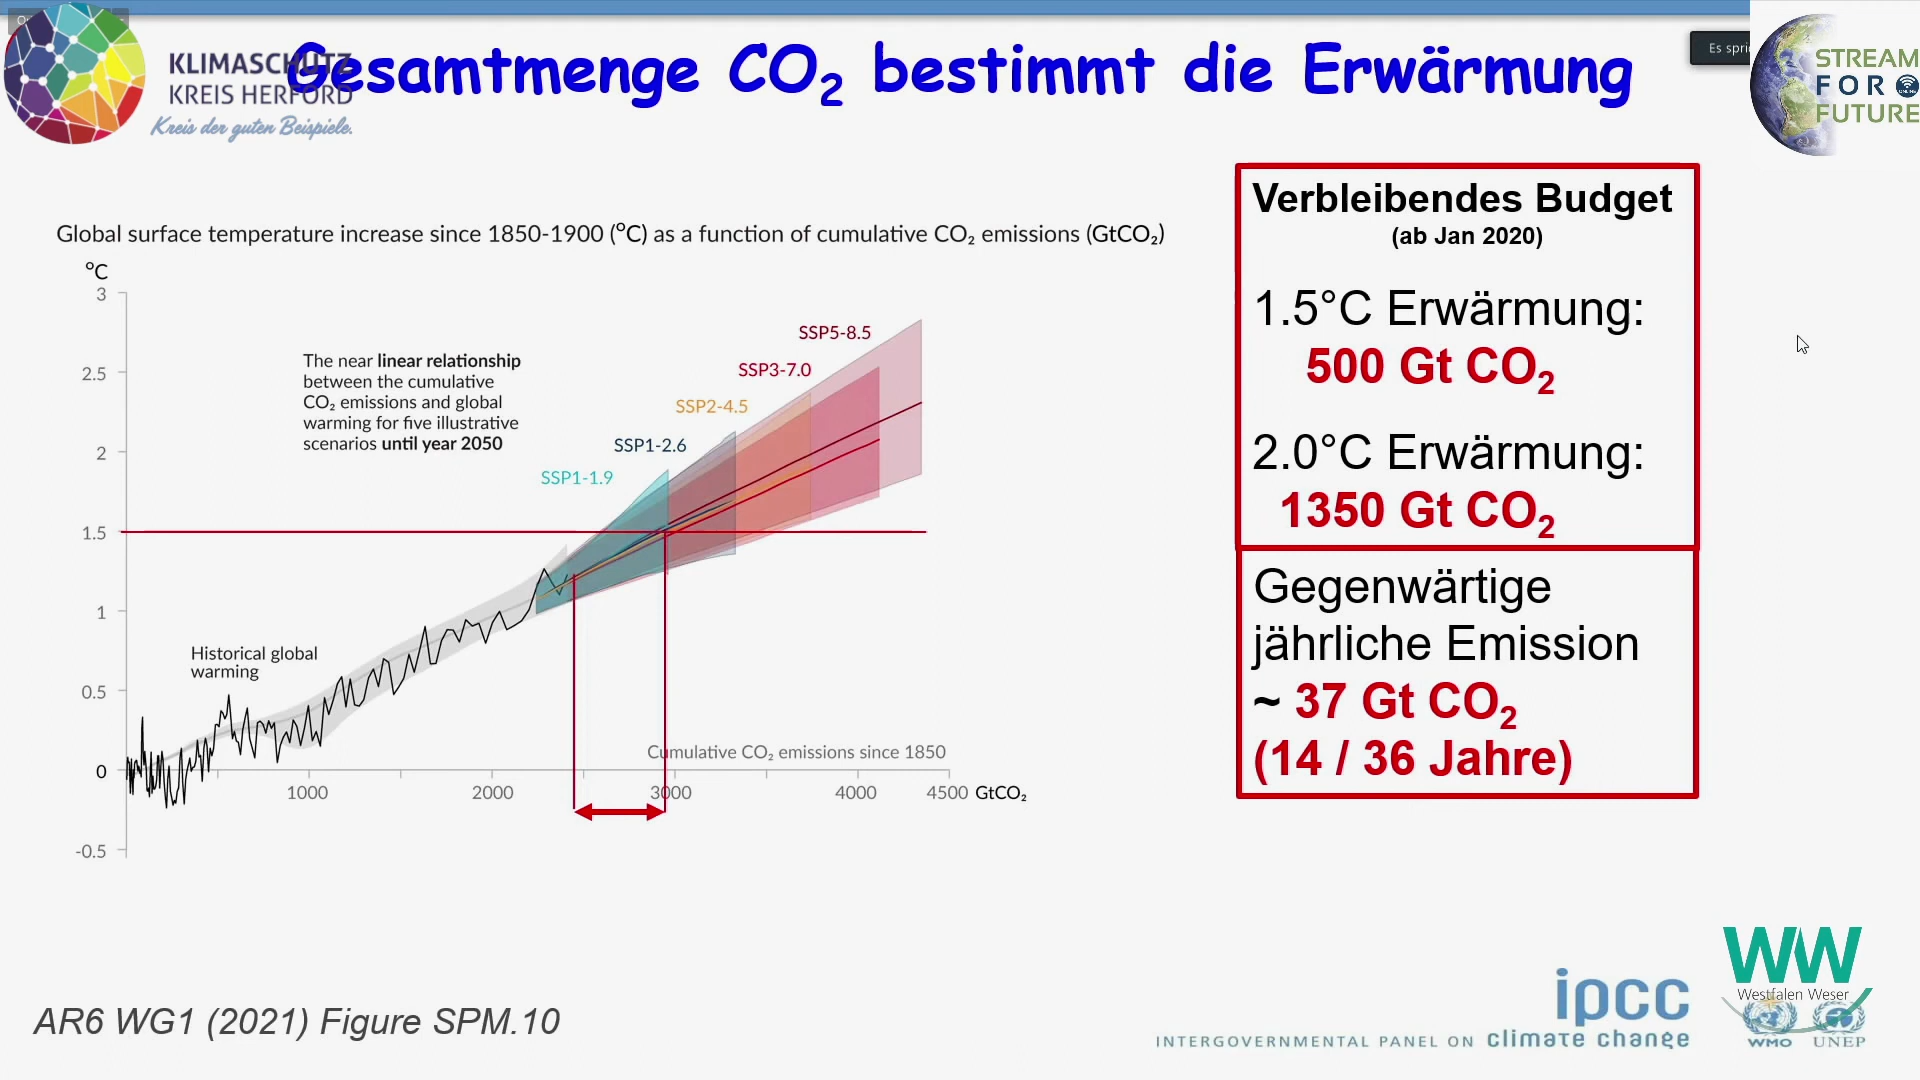 Gesamtmenge CO₂ bestimmt die Erwärmung
KLIMASCHUTZ
KREIS HERFORD
Kreis der guten Beispiele.
Es spri
STREAM
FOR
FUTURE
Global surface temperature increase since 1850-1900 (°C) as a function of cumulative CO₂ emissions (GtCO₂)
°C
3
2.5
2
1.5
1
0.5
0
-0.5
The near linear relationship
between the cumulative
CO₂ emissions and global
warming for five illustrative
scenarios until year 2050
SSP5-8.5
SSP3-7.0
SSP2-4.5
SSP1-2.6
SSP1-1.9
Historical global
warming
Cumulative CO₂ emissions since 1850
1000 2000 3000 4000 4500 GtCO₂
Verbleibendes Budget
(ab Jan 2020)
1.5°C Erwärmung:
500 Gt CO₂
2.0°C Erwärmung:
1350 Gt CO₂
Gegenwärtige
jährliche Emission
~ 37 Gt CO₂
(14 / 36 Jahre)
AR6 WG1 (2021) Figure SPM.10
ipcc
INTERGOVERNMENTAL PANEL ON climate change
WW
Westfalen Weser
WMO UNEP